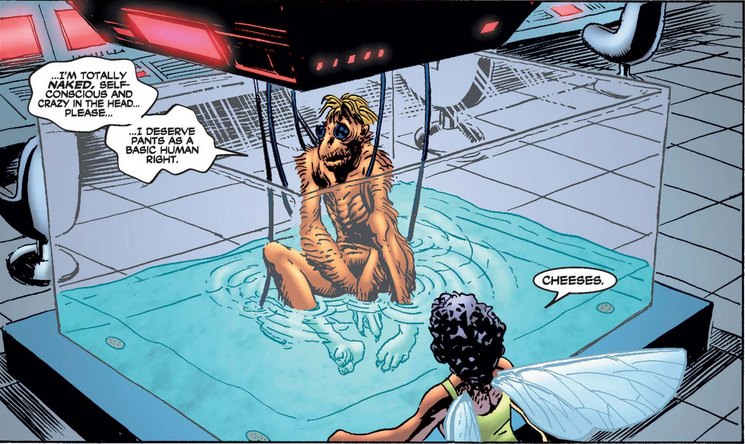 ...I'M TOTALLY
NAKED, SELF-
CONSCIOUS AND
CRAZY IN THE HEAD...
PLEASE...
...I DESERVE
PANTS AS A
BASIC HUMAN
RIGHT.
CHEESES.